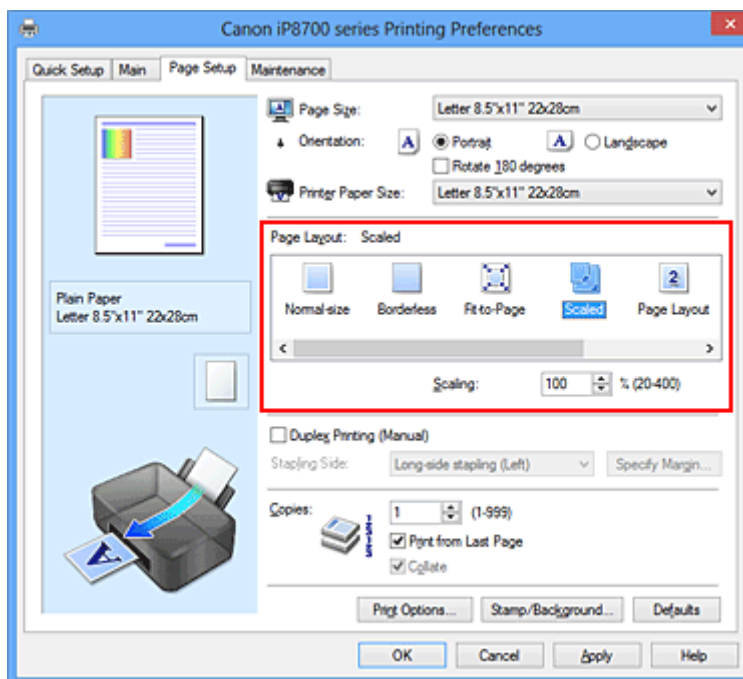 Canon iP8700 series Printing Preferences
Quick Setup Main Page Setup Maintenance
Page Size: Letter 8.5"x11" 22x28cm
Orientation: A Portrait A Landscape
Rotate 180 degrees
Printer Paper Size: Letter 8.5"x11" 22x28cm
Page Layout: Scaled
Normal-size Borderless Fit-to-Page Scaled 2 Page Layout
Scaling: 100 % (20-400)
Plain Paper
Letter 8.5"x11" 22x28cm
Duplex Printing (Manual)
Stapling Side: Long-side stapling (Left) Specify Margin...
Copies: 1 (1-999)
Print from Last Page
Collate
A
Print Options... Stamp/Background... Defaults
OK Cancel Apply Help